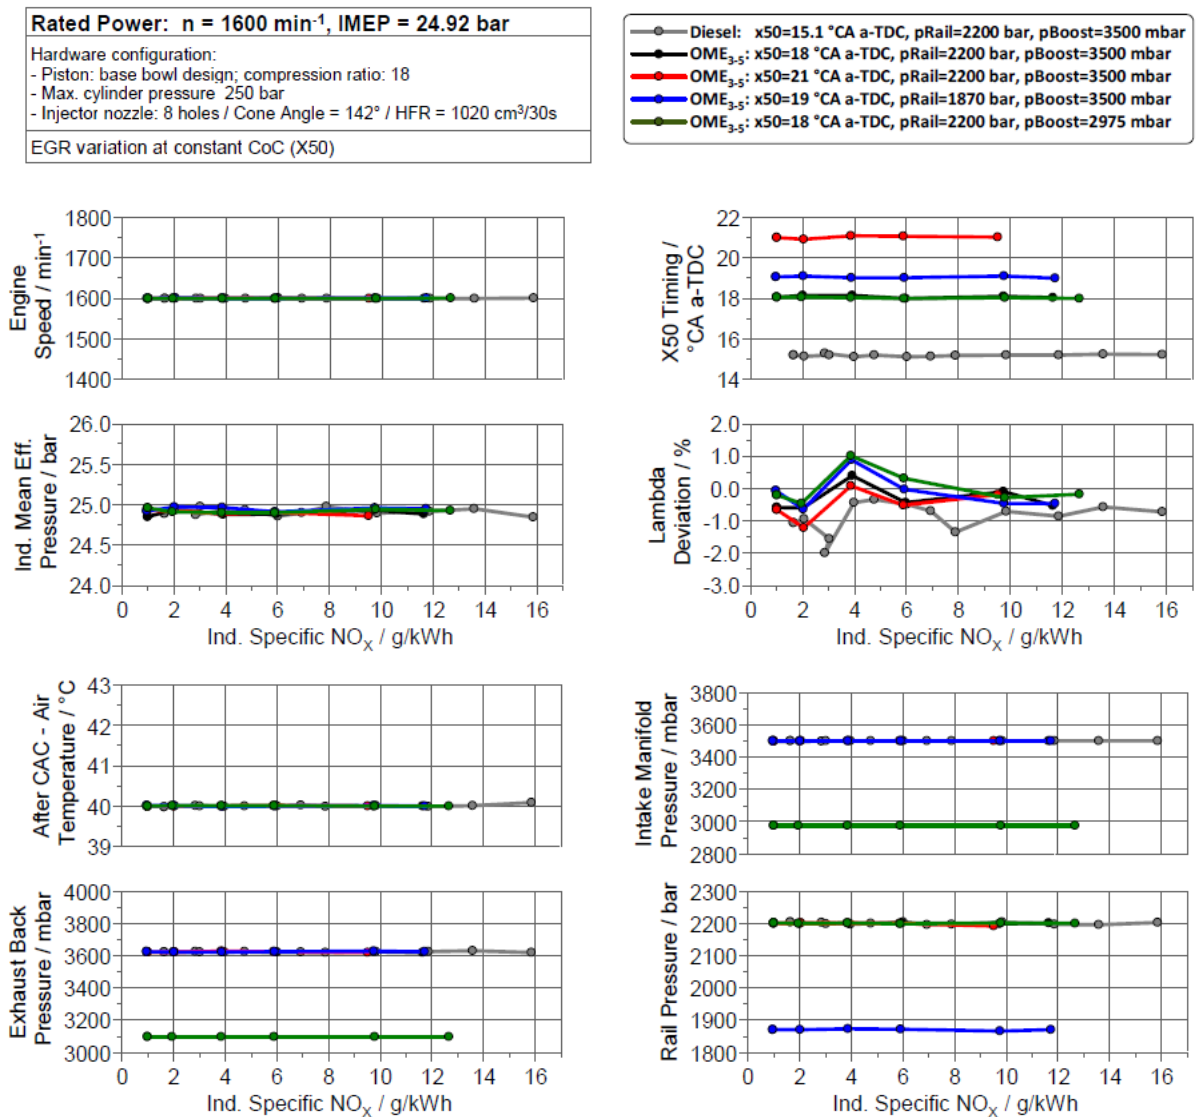 Rated Power: n = 1600 min⁻¹, IMEP = 24.92 bar
Hardware configuration:
- Piston: base bowl design; compression ratio: 18
- Max. cylinder pressure 250 bar
- Injector nozzle: 8 holes / Cone Angle = 142° / HFR = 1020 cm³/30s
EGR variation at constant CoC (X50)
Diesel: x50=15.1 °CA a-TDC, pRail=2200 bar, pBoost=3500 mbar
OME₃₋₅: x50=18 °CA a-TDC, pRail=2200 bar, pBoost=3500 mbar
OME₃₋₅: x50=21 °CA a-TDC, pRail=2200 bar, pBoost=3500 mbar
OME₃₋₅: x50=19 °CA a-TDC, pRail=1870 bar, pBoost=3500 mbar
OME₃₋₅: x50=18 °CA a-TDC, pRail=2200 bar, pBoost=2975 mbar
Engine
Speed / min⁻¹
1800
1700
1600
1500
1400
X50 Timing /
°CA a-TDC
22
20
18
16
14
Ind. Mean Eff.
Pressure / bar
26.0
25.5
25.0
24.5
24.0
0 2 4 6 8 10 12 14 16
Ind. Specific NOX / g/kWh
Lambda
Deviation / %
2.0
1.0
0.0
-1.0
-2.0
-3.0
0 2 4 6 8 10 12 14 16
Ind. Specific NOX / g/kWh
After CAC - Air
Temperature / °C
43
42
41
40
39
Intake Manifold
Pressure / mbar
3800
3600
3400
3200
3000
2800
Exhaust Back
Pressure / mbar
4000
3800
3600
3400
3200
3000
0 2 4 6 8 10 12 14 16
Ind. Specific NOX / g/kWh
Rail Pressure / bar
2300
2200
2100
2000
1900
1800
0 2 4 6 8 10 12 14 16
Ind. Specific NOX / g/kWh